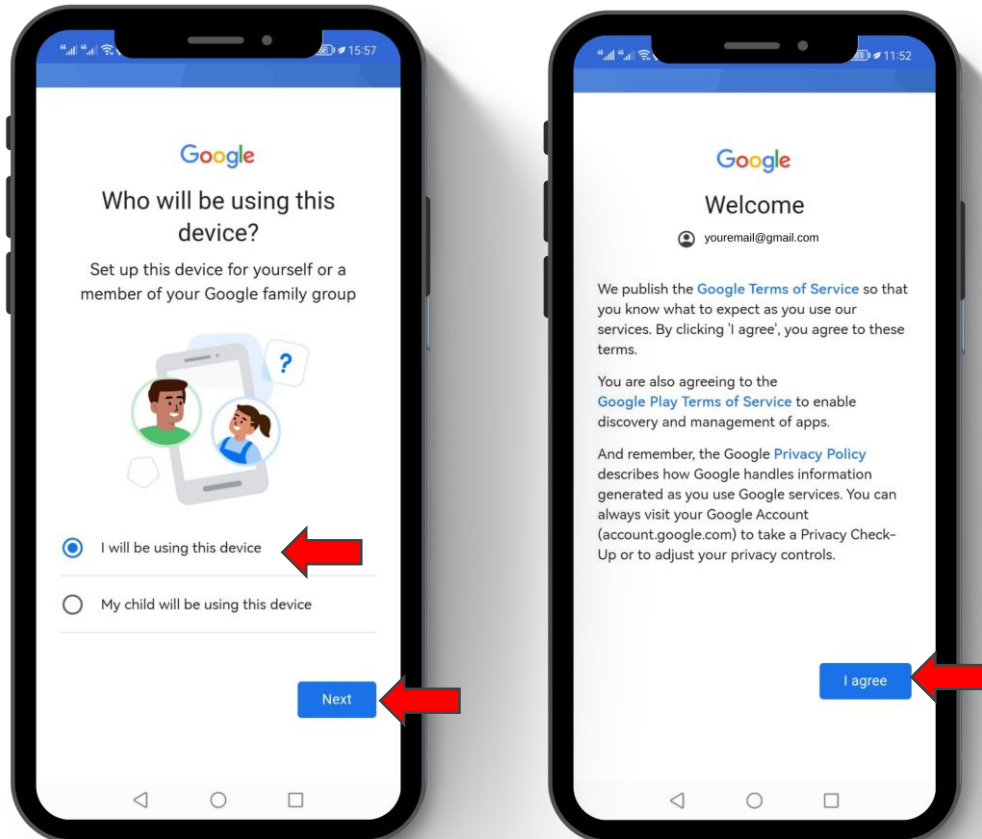 15:57
Google
Who will be using this
device?
Set up this device for yourself or a
member of your Google family group
?
I will be using this device
My child will be using this device
Next
11:52
Google
Welcome
youremail@gmail.com
We publish the Google Terms of Service so that
you know what to expect as you use our
services. By clicking 'I agree', you agree to these
terms.
You are also agreeing to the
Google Play Terms of Service to enable
discovery and management of apps.
And remember, the Google Privacy Policy
describes how Google handles information
generated as you use Google services. You can
always visit your Google Account
(account.google.com) to take a Privacy Check-
Up or to adjust your privacy controls.
I agree